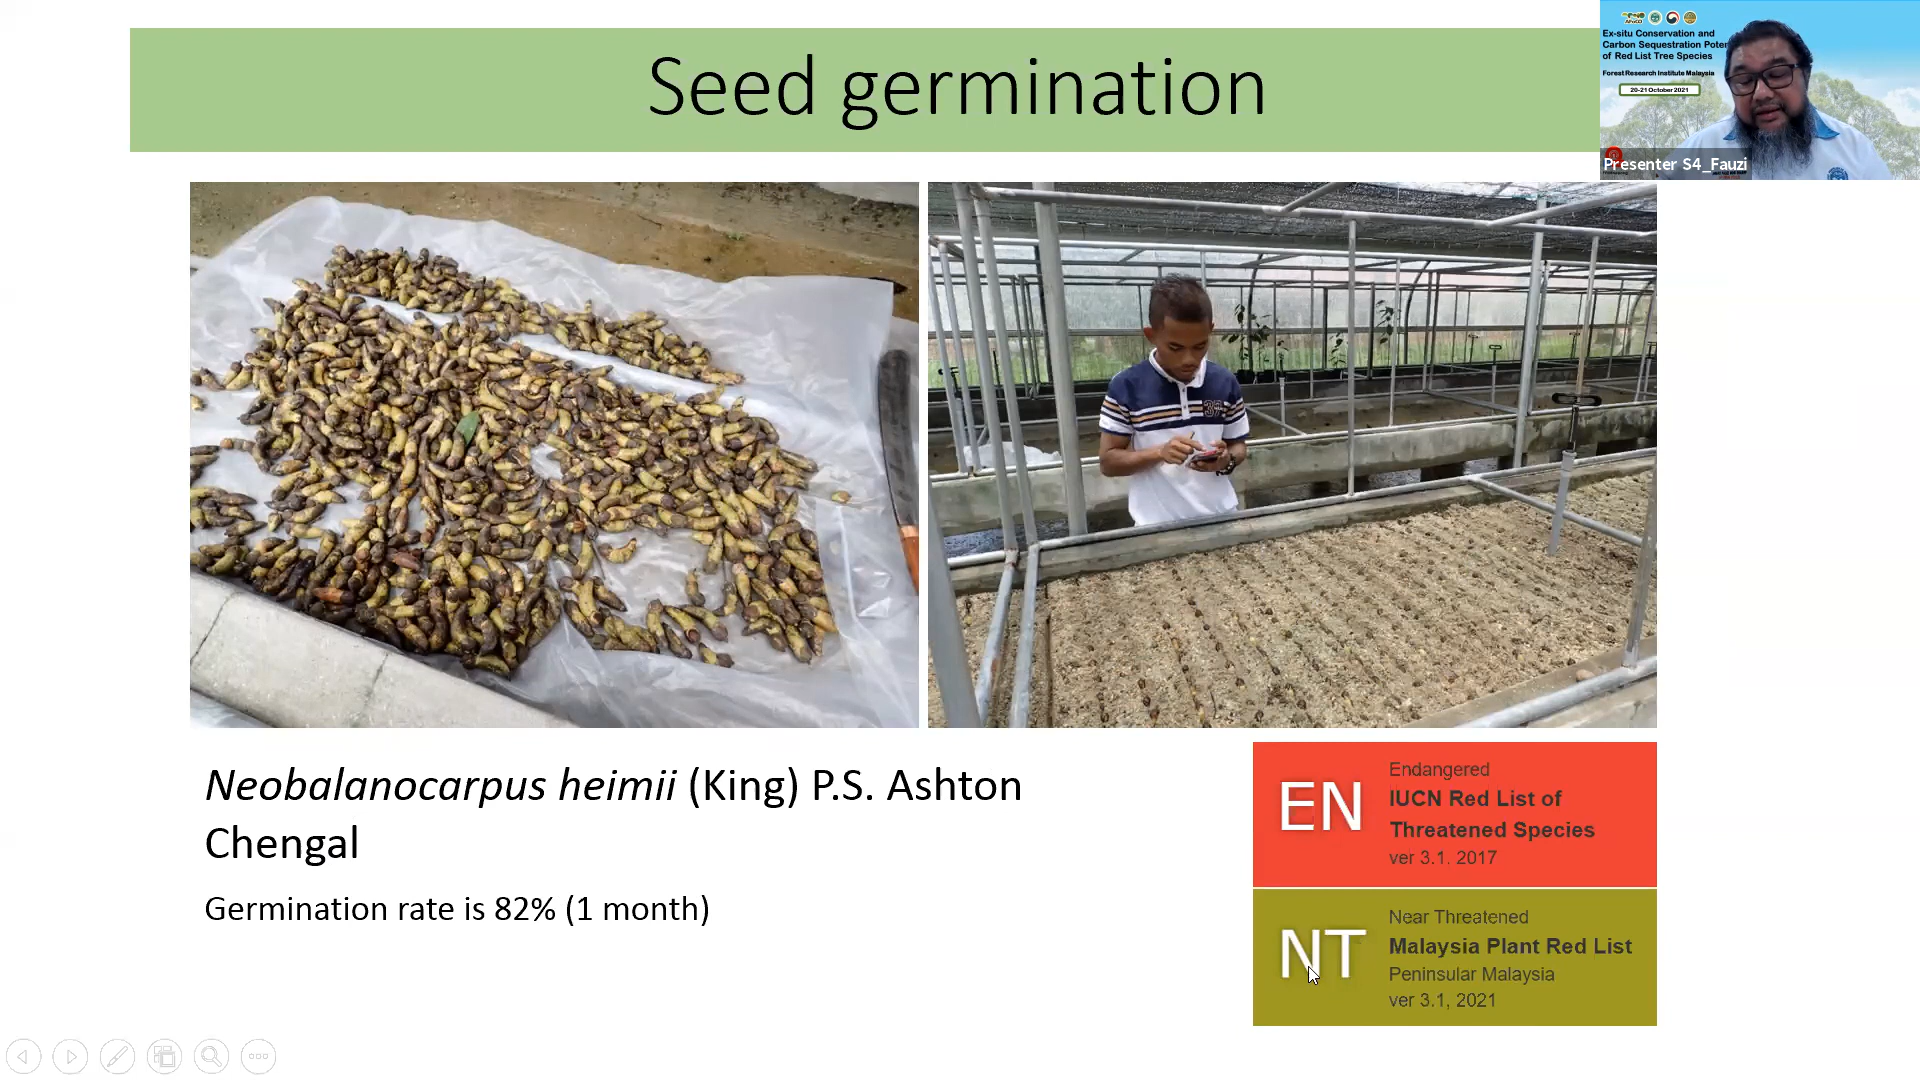 Seed germination
Ex-situ Conservation and
Carbon Sequestration Poten
of Red List Tree Species
Forest Research Institute Malaysia
20-21 October 2021
Presenter S4_Fauzi
Neobalanocarpus heimii (King) P.S. Ashton
Chengal
Germination rate is 82% (1 month)
EN
Endangered
IUCN Red List of
Threatened Species
ver 3.1. 2017
NT
Near Threatened
Malaysia Plant Red List
Peninsular Malaysia
ver 3.1, 2021